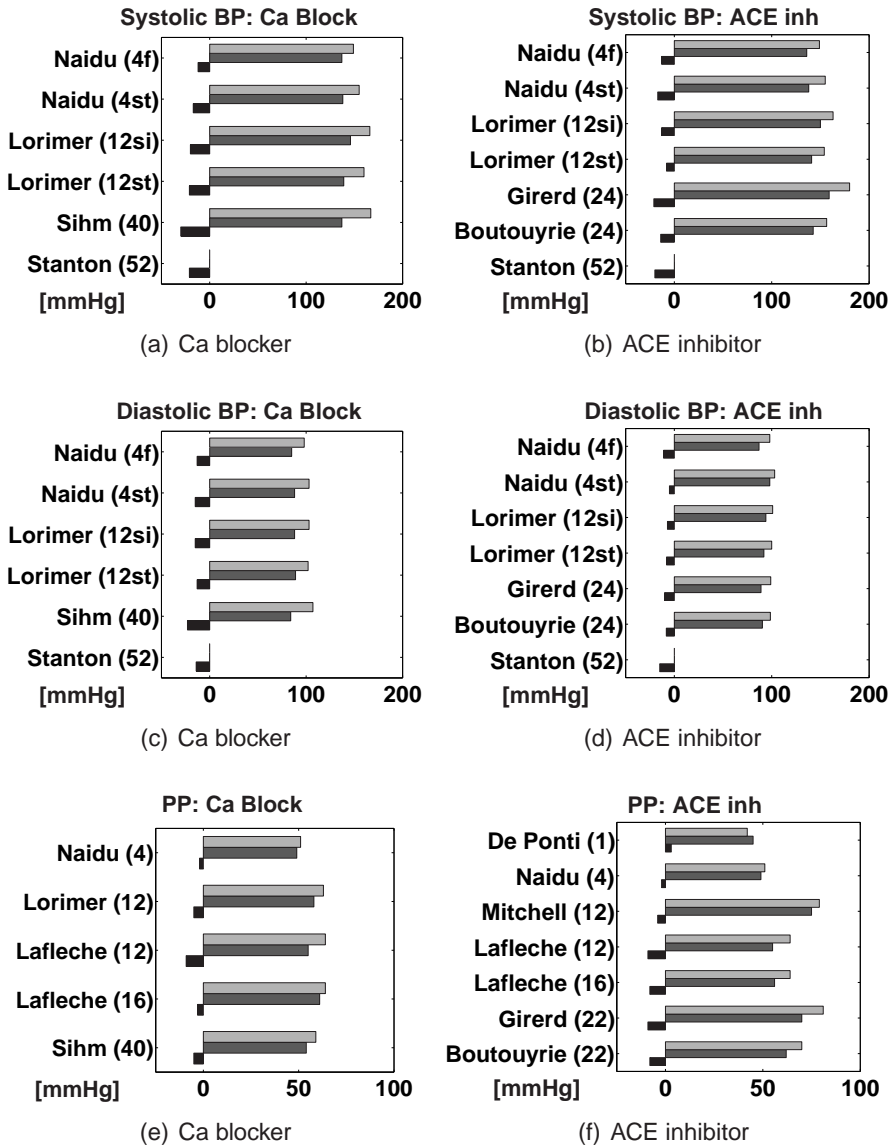 Systolic BP: Ca Block
Naidu (4f)
Naidu (4st)
Lorimer (12si)
Lorimer (12st)
Sihm (40)
Stanton (52)
0 100 200
[mmHg]
(a) Ca blocker
Systolic BP: ACE inh
Naidu (4f)
Naidu (4st)
Lorimer (12si)
Lorimer (12st)
Girerd (24)
Boutouyrie (24)
Stanton (52)
0 100 200
[mmHg]
(b) ACE inhibitor
Diastolic BP: Ca Block
Naidu (4f)
Naidu (4st)
Lorimer (12si)
Lorimer (12st)
Sihm (40)
Stanton (52)
0 100 200
[mmHg]
(c) Ca blocker
Diastolic BP: ACE inh
Naidu (4f)
Naidu (4st)
Lorimer (12si)
Lorimer (12st)
Girerd (24)
Boutouyrie (24)
Stanton (52)
0 100 200
[mmHg]
(d) ACE inhibitor
PP: Ca Block
Naidu (4)
Lorimer (12)
Lafleche (12)
Lafleche (16)
Sihm (40)
0 50 100
[mmHg]
(e) Ca blocker
PP: ACE inh
De Ponti (1)
Naidu (4)
Mitchell (12)
Lafleche (12)
Lafleche (16)
Girerd (22)
Boutouyrie (22)
0 50 100
[mmHg]
(f) ACE inhibitor